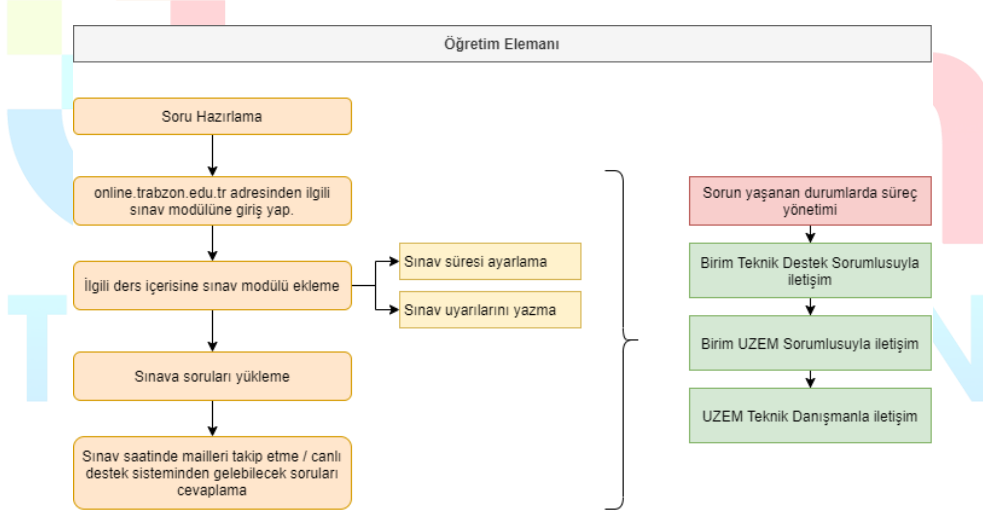 Öğretim Elemanı
Soru Hazırlama
online.trabzon.edu.tr adresinden ilgili
sınav modülüne giriş yap.
İlgili ders içerisine sınav modülü ekleme
Sınav süresi ayarlama
Sınav uyarılarını yazma
Sınava soruları yükleme
Sınav saatinde mailleri takip etme / canlı
destek sisteminden gelebilecek soruları
cevaplama
Sorun yaşanan durumlarda süreç
yönetimi
Birim Teknik Destek Sorumlusuyla
iletişim
Birim UZEM Sorumlusuyla iletişim
UZEM Teknik Danışmanla iletişim